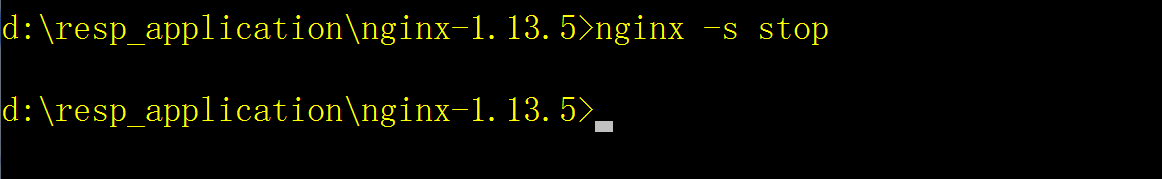 d:\resp_application\nginx-1.13.5>nginx -s stop
d:\resp_application\nginx-1.13.5>